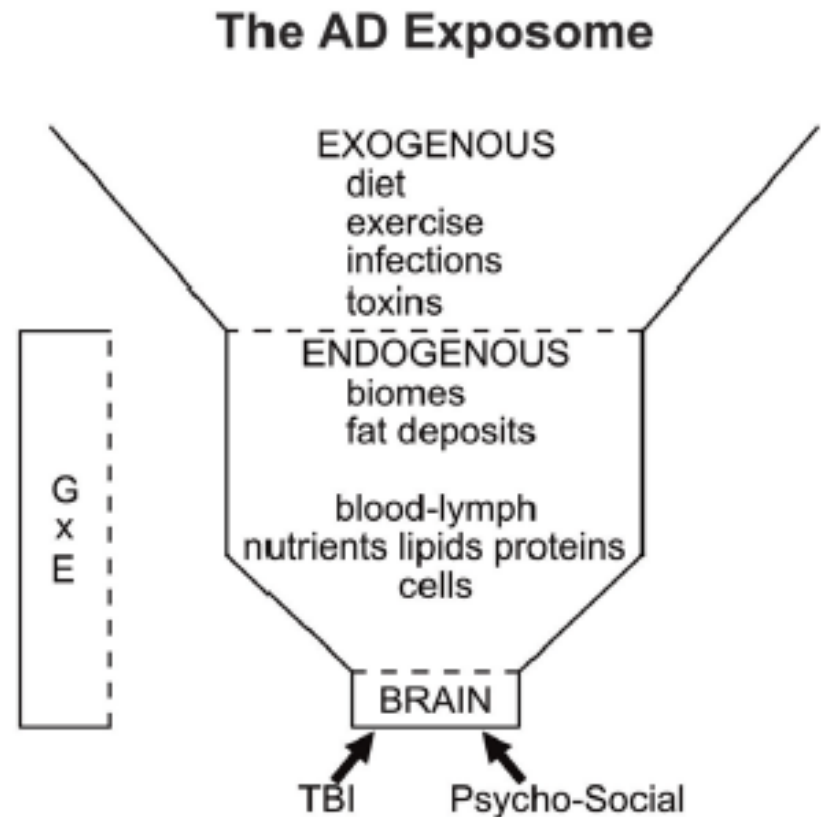 The AD Exposome
EXOGENOUS
diet
exercise
infections
toxins
ENDOGENOUS
biomes
fat deposits
G
x
E
blood-lymph
nutrients lipids proteins
cells
BRAIN
TBI
Psycho-Social